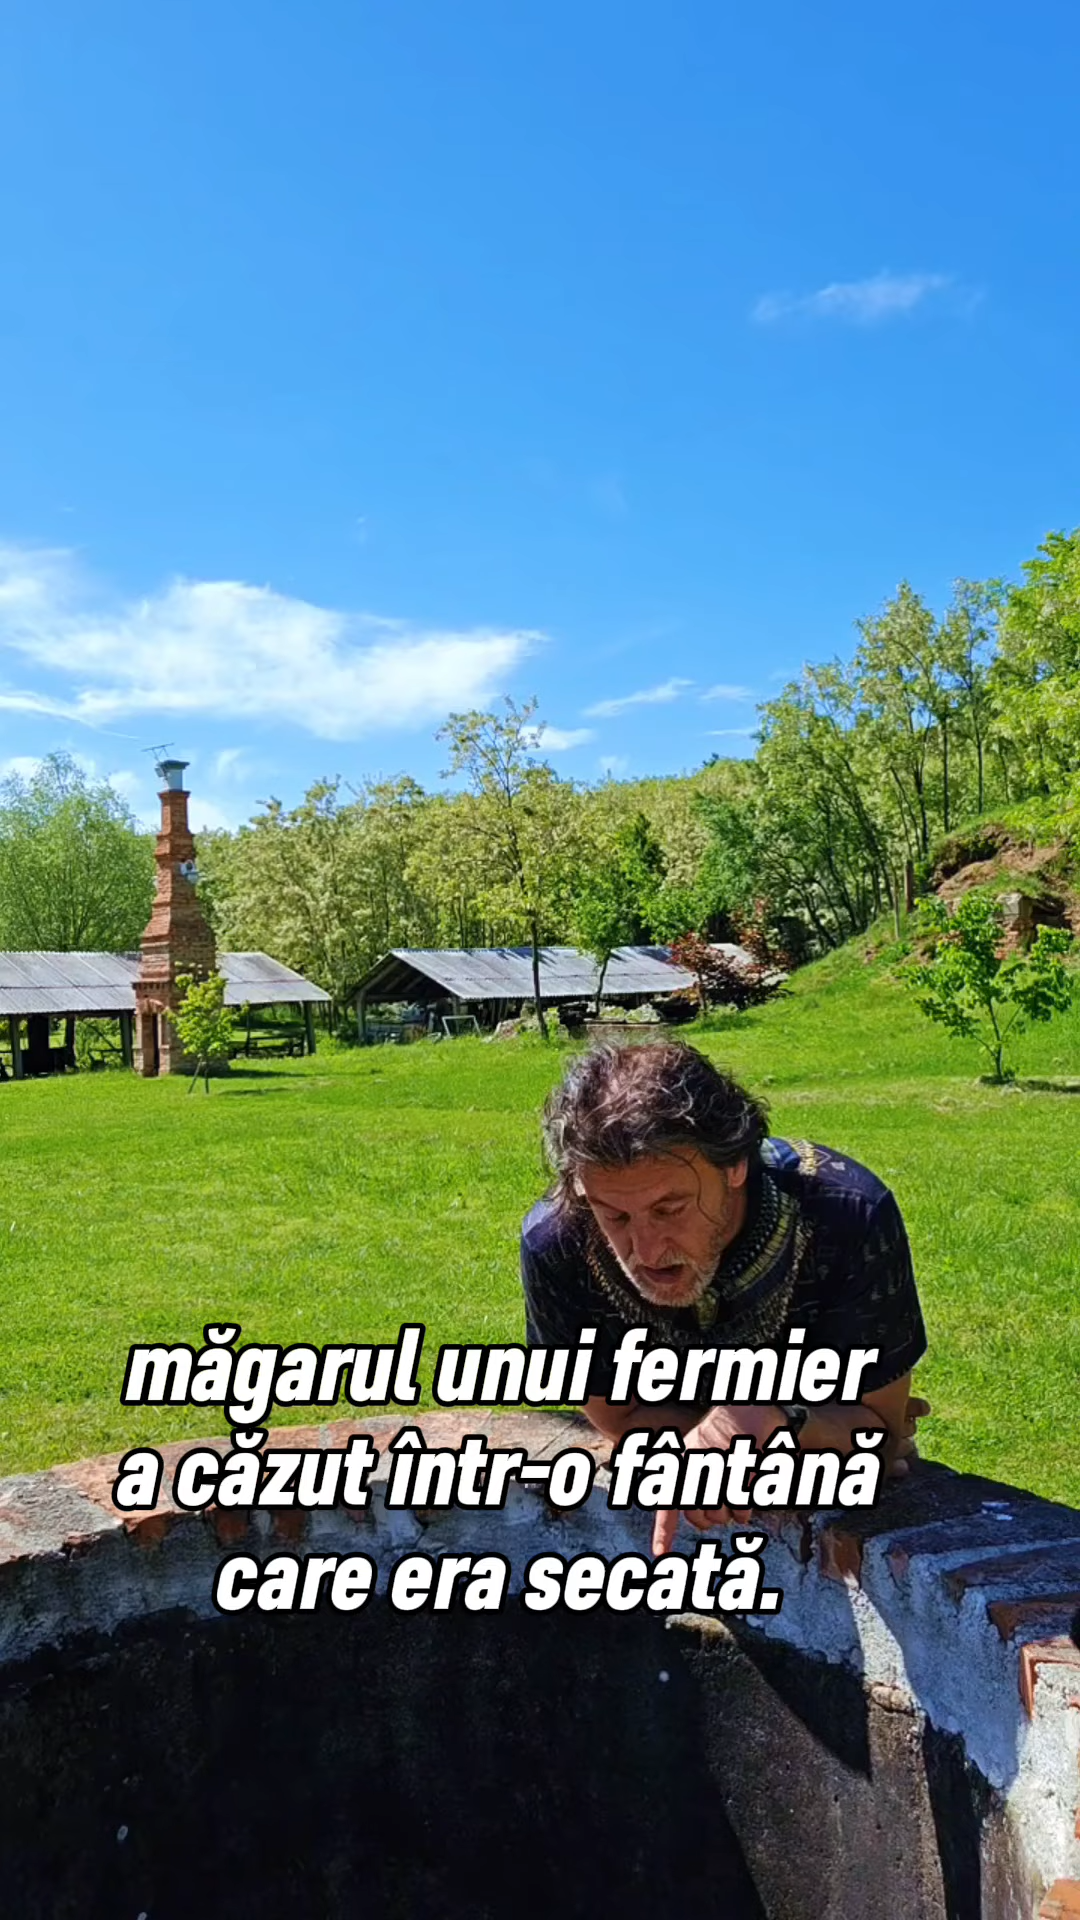 măgarul unui fermier
a căzut într-o fântână
care era secată.